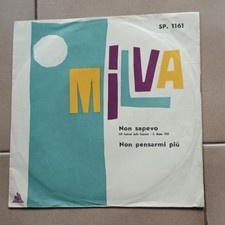 SP. 1161
MILVA
Non sapevo
Non pensarmi più